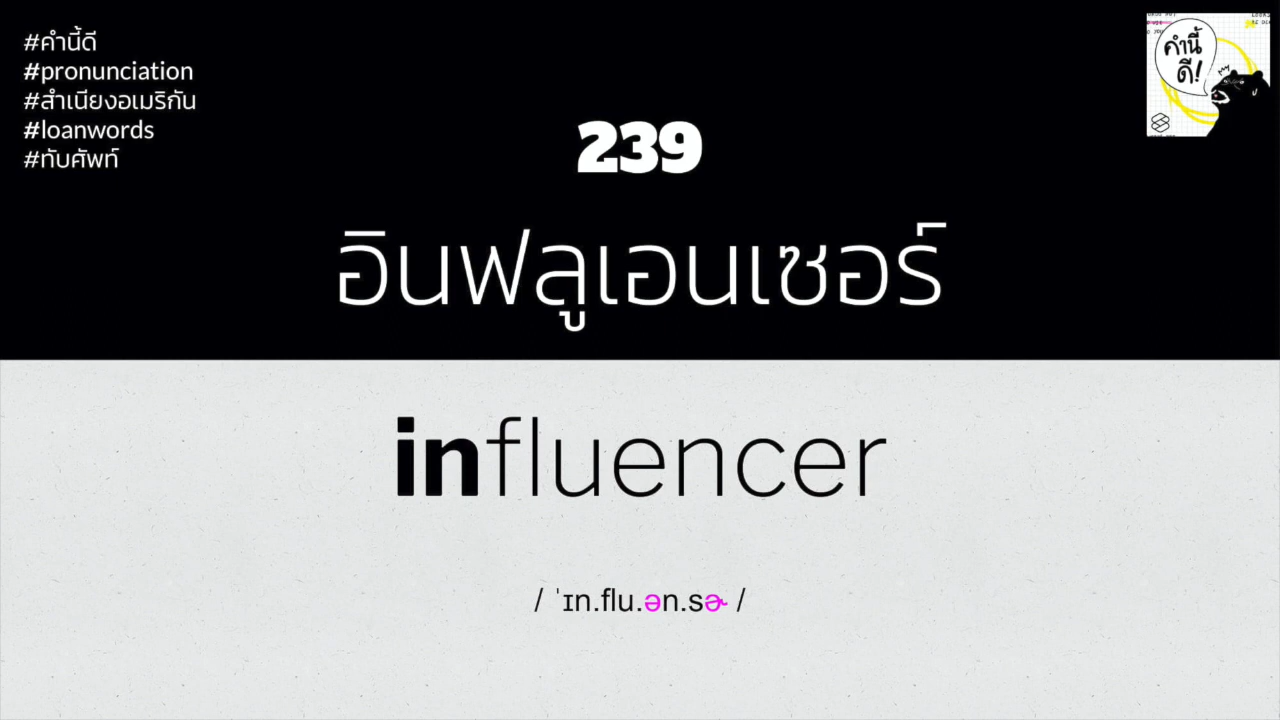 #คำนี้ดี
#pronunciation
#สำเนียงอเมริกัน
#loanwords
#ทับศัพท์
คำนี้
ดี!
239
อินฟลูเอนเซอร์
influencer
/ ˈɪn.flu.ən.sɚ /